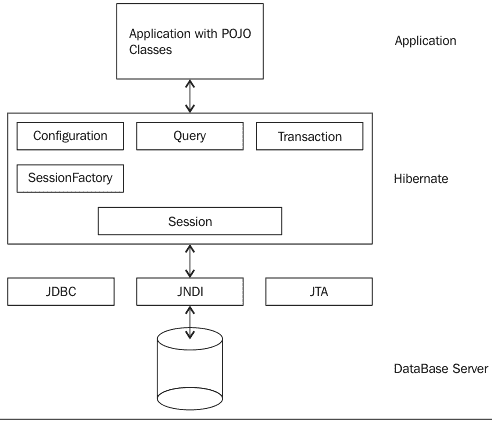 Application with POJO
Classes
Application
Configuration
Query
Transaction
SessionFactory
Hibernate
Session
JDBC
JNDI
JTA
DataBase Server